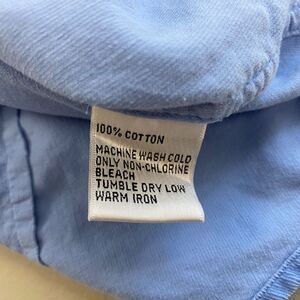 100% COTTON
MACHINE WASH COLD
ONLY NON-CHLORINE
BLEACH
TUMBLE DRY LOW
WARM IRON